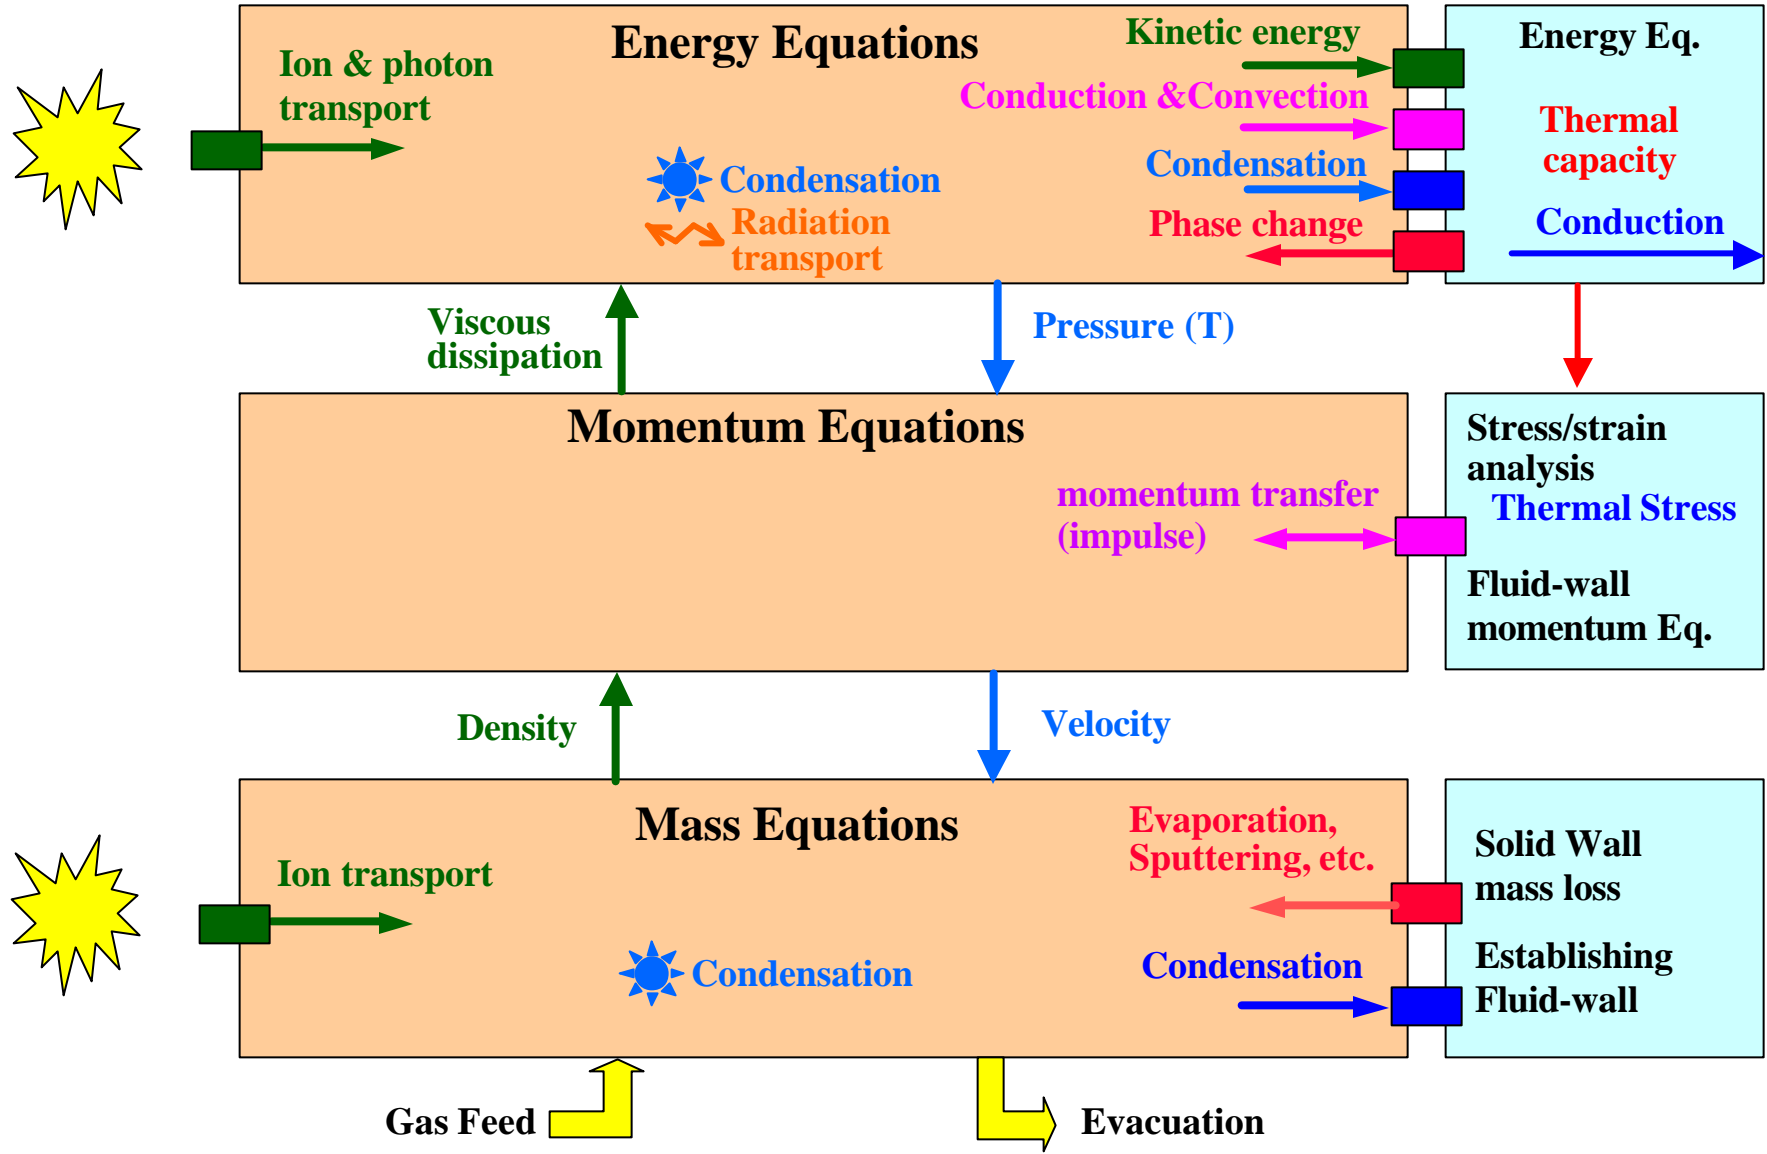 Energy Equations
Ion & photon
transport
Kinetic energy
Conduction &Convection
Condensation
Phase change
Condensation
Radiation
transport
Energy Eq.
Thermal
capacity
Conduction
Viscous
dissipation
Pressure (T)
Momentum Equations
momentum transfer
(impulse)
Stress/strain
analysis
Thermal Stress
Fluid-wall
momentum Eq.
Density
Velocity
Mass Equations
Ion transport
Evaporation,
Sputtering, etc.
Condensation
Condensation
Solid Wall
mass loss
Establishing
Fluid-wall
Gas Feed
Evacuation